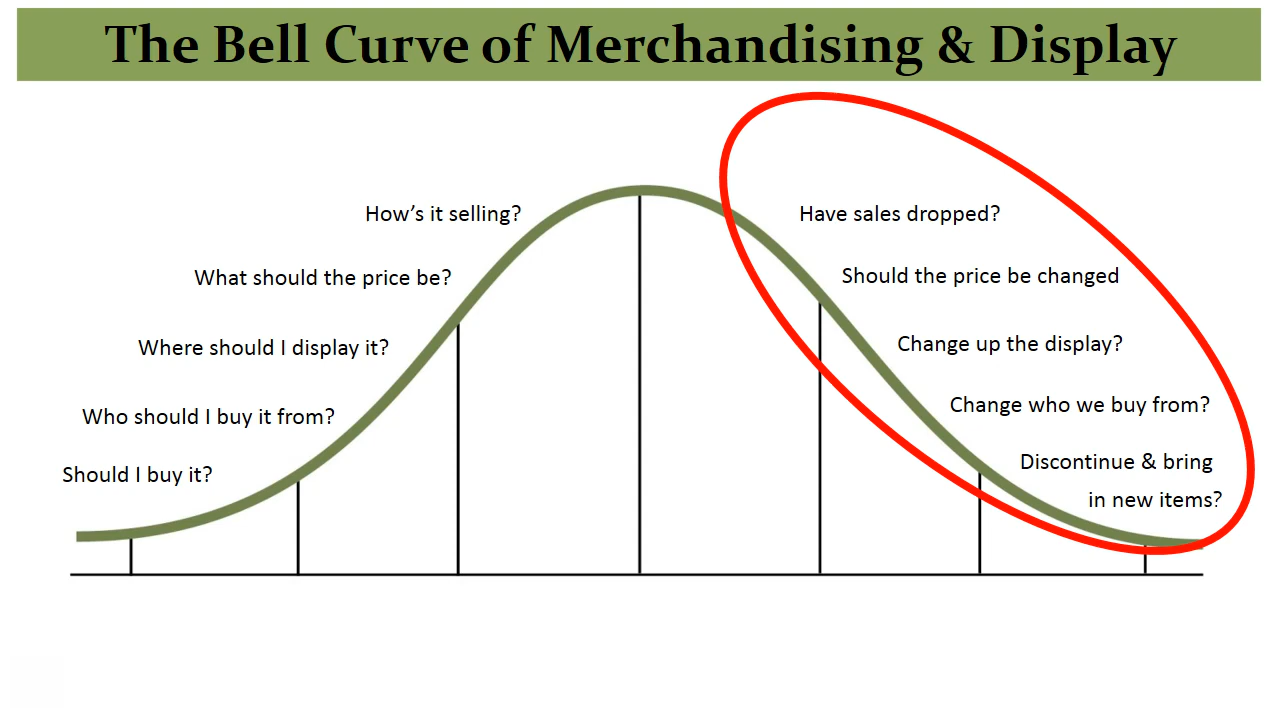 The Bell Curve of Merchandising & Display
How’s it selling?
What should the price be?
Where should I display it?
Who should I buy it from?
Should I buy it?
Have sales dropped?
Should the price be changed
Change up the display?
Change who we buy from?
Discontinue & bring
in new items?